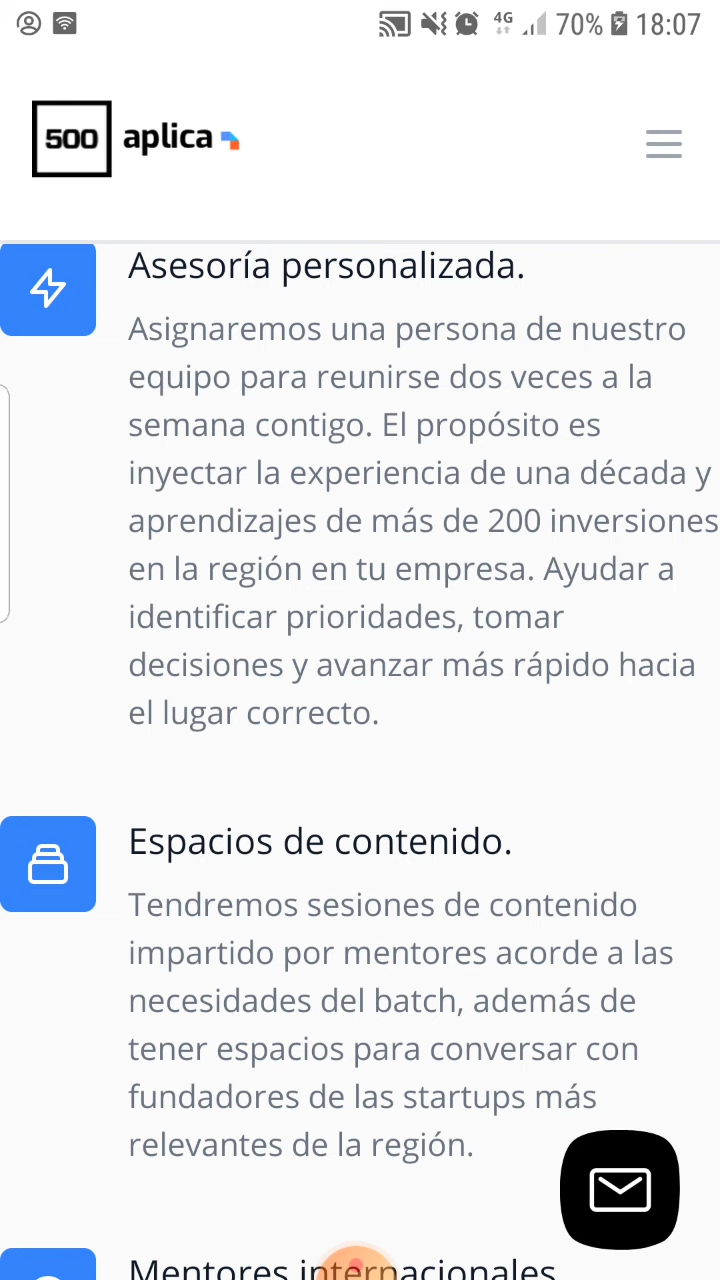 4G 70% 18:07
500 aplica
Asesoría personalizada.
Asignaremos una persona de nuestro
equipo para reunirse dos veces a la
semana contigo. El propósito es
inyectar la experiencia de una década y
aprendizajes de más de 200 inversiones
en la región en tu empresa. Ayudar a
identificar prioridades, tomar
decisiones y avanzar más rápido hacia
el lugar correcto.
Espacios de contenido.
Tendremos sesiones de contenido
impartido por mentores acorde a las
necesidades del batch, además de
tener espacios para conversar con
fundadores de las startups más
relevantes de la región.
Mentores internacionales